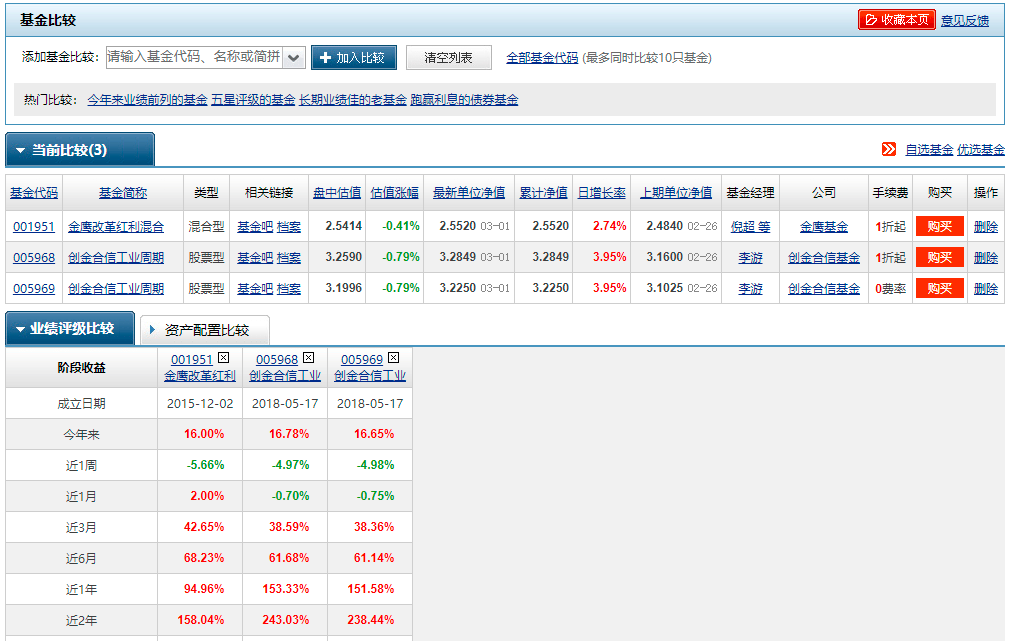 基金比较 收藏本页 意见反馈
添加基金比较： 请输入基金代码、名称或简拼 加入比较 清空列表 全部基金代码 (最多同时比较10只基金)
热门比较： 今年来业绩前列的基金 五星评级的基金 长期业绩佳的老基金 跑赢利息的债券基金
当前比较(3) 自选基金 优选基金
基金代码 基金简称 类型 相关链接 盘中估值 估值涨幅 最新单位净值 累计净值 日增长率 上期单位净值 基金经理 公司 手续费 购买 操作
001951 金鹰改革红利混合 混合型 基金吧 档案 2.5414 -0.41% 2.5520 03-01 2.5520 2.74% 2.4840 02-26 倪超 等 金鹰基金 1折起 购买 删除
005968 创金合信工业周期 股票型 基金吧 档案 3.2590 -0.79% 3.2849 03-01 3.2849 3.95% 3.1600 02-26 李游 创金合信基金 1折起 购买 删除
005969 创金合信工业周期 股票型 基金吧 档案 3.1996 -0.79% 3.2250 03-01 3.2250 3.95% 3.1025 02-26 李游 创金合信基金 0费率 购买 删除
业绩评级比较 资产配置比较
阶段收益 001951 005968 005969
金鹰改革红利 创金合信工业 创金合信工业
成立日期 2015-12-02 2018-05-17 2018-05-17
今年来 16.00% 16.78% 16.65%
近1周 -5.66% -4.97% -4.98%
近1月 2.00% -0.70% -0.75%
近3月 42.65% 38.59% 38.36%
近6月 68.23% 61.68% 61.14%
近1年 94.96% 153.33% 151.58%
近2年 158.04% 243.03% 238.44%